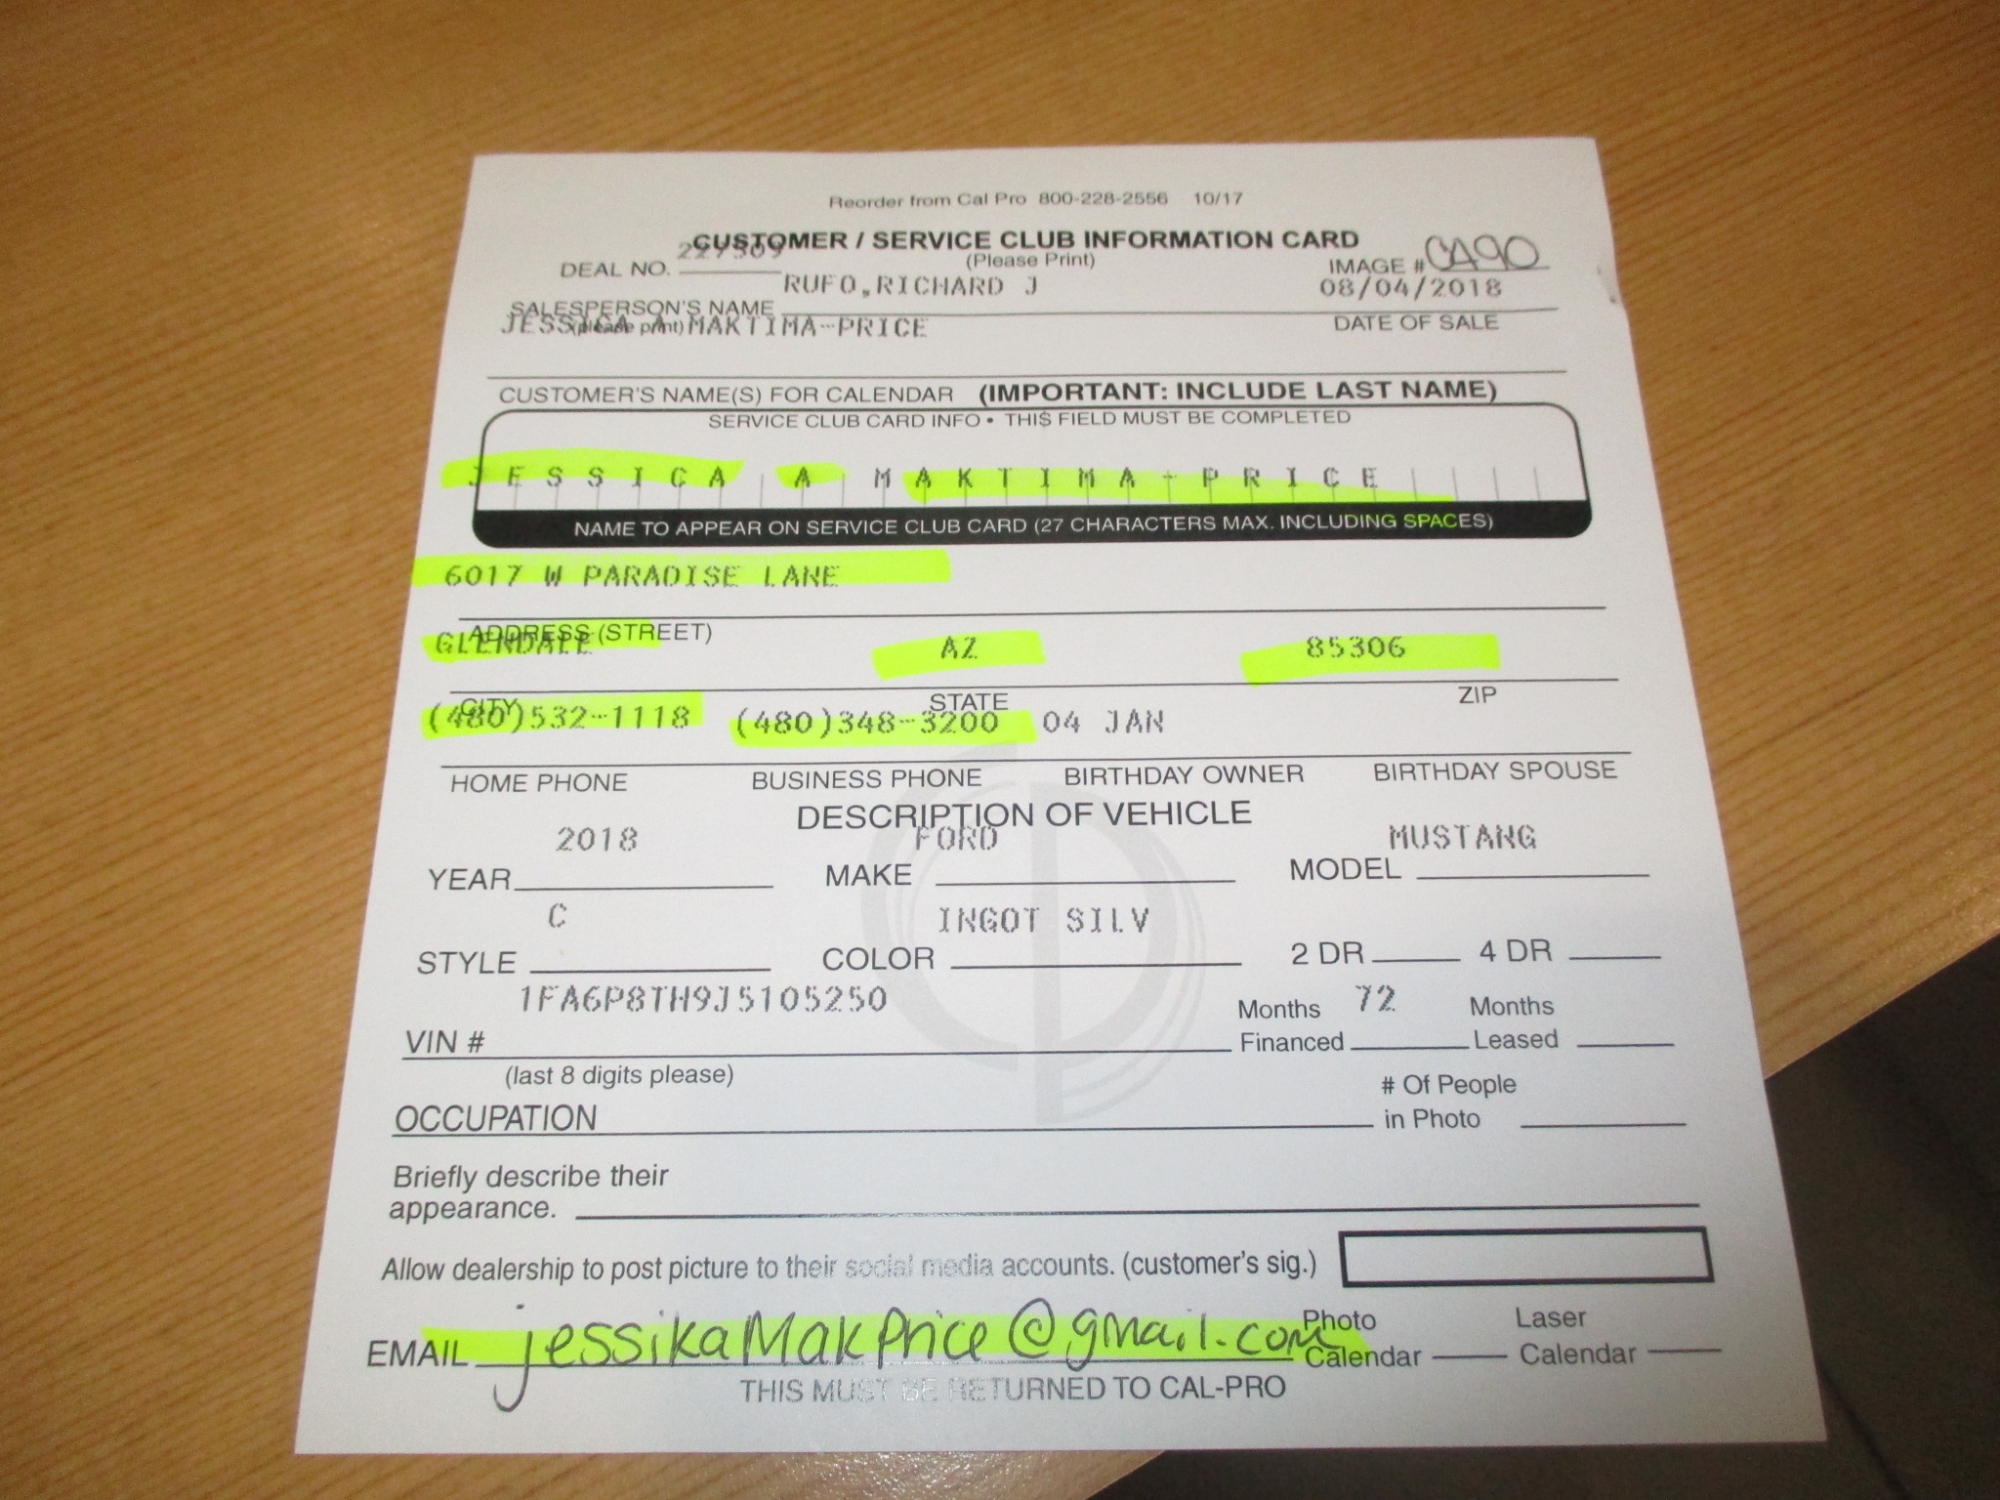 Reorder from Cal Pro 800-228-2556 10/17
CUSTOMER / SERVICE CLUB INFORMATION CARD
(Please Print)
DEAL NO. 227309
IMAGE # CA90
RUFO,RICHARD J 08/04/2018
SALESPERSON'S NAME
(please print)
DATE OF SALE
JESSICA A MAKTIMA-PRICE
CUSTOMER'S NAME(S) FOR CALENDAR (IMPORTANT: INCLUDE LAST NAME)
SERVICE CLUB CARD INFO • THIS FIELD MUST BE COMPLETED
JESSICA A MAKTIMA-PRICE
NAME TO APPEAR ON SERVICE CLUB CARD (27 CHARACTERS MAX. INCLUDING SPACES)
6017 W PARADISE LANE
ADDRESS (STREET)
GLENDALE AZ 85306
CITY STATE ZIP
(480)532-1118 (480)348-3200 04 JAN
HOME PHONE BUSINESS PHONE BIRTHDAY OWNER BIRTHDAY SPOUSE
DESCRIPTION OF VEHICLE
2018 FORD MUSTANG
YEAR MAKE MODEL
C INGOT SILV
STYLE COLOR 2 DR 4 DR
1FA6P8TH9J5105250
Months Financed 72 Months Leased
VIN #
(last 8 digits please)
# Of People
OCCUPATION in Photo
Briefly describe their
appearance.
Allow dealership to post picture to their social media accounts. (customer's sig.)
EMAIL jessikaMakPrice@gmail.com
Photo Calendar Laser Calendar
THIS MUST BE RETURNED TO CAL-PRO